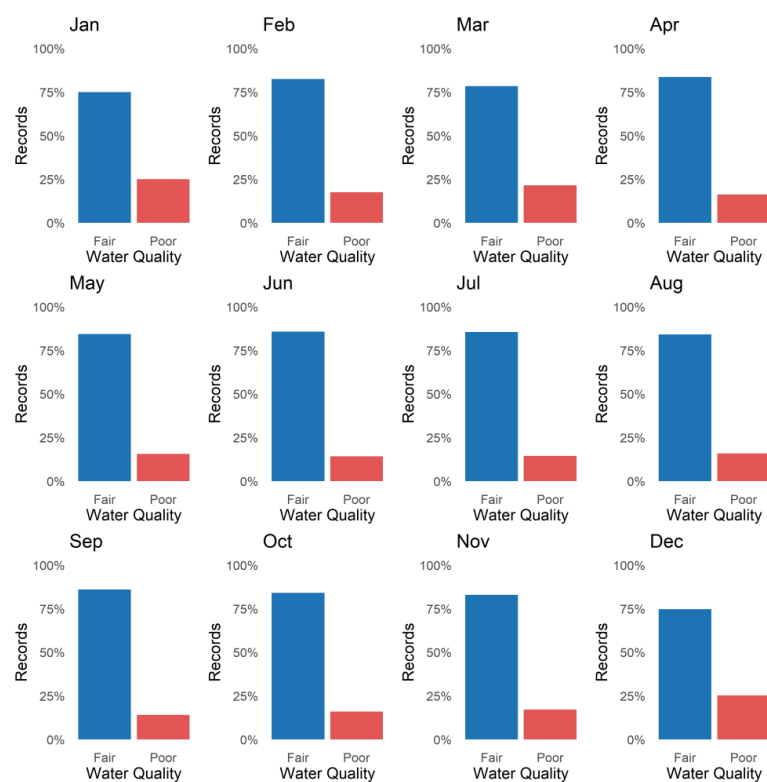 Jan
Feb
Mar
Apr
100%
75%
50%
25%
0%
Records
Fair
Poor
Water Quality
100%
75%
50%
25%
0%
Records
Fair
Poor
Water Quality
100%
75%
50%
25%
0%
Records
Fair
Poor
Water Quality
100%
75%
50%
25%
0%
Records
Fair
Poor
Water Quality
May
Jun
Jul
Aug
100%
75%
50%
25%
0%
Records
Fair
Poor
Water Quality
100%
75%
50%
25%
0%
Records
Fair
Poor
Water Quality
100%
75%
50%
25%
0%
Records
Fair
Poor
Water Quality
100%
75%
50%
25%
0%
Records
Fair
Poor
Water Quality
Sep
Oct
Nov
Dec
100%
75%
50%
25%
0%
Records
Fair
Poor
Water Quality
100%
75%
50%
25%
0%
Records
Fair
Poor
Water Quality
100%
75%
50%
25%
0%
Records
Fair
Poor
Water Quality
100%
75%
50%
25%
0%
Records
Fair
Poor
Water Quality